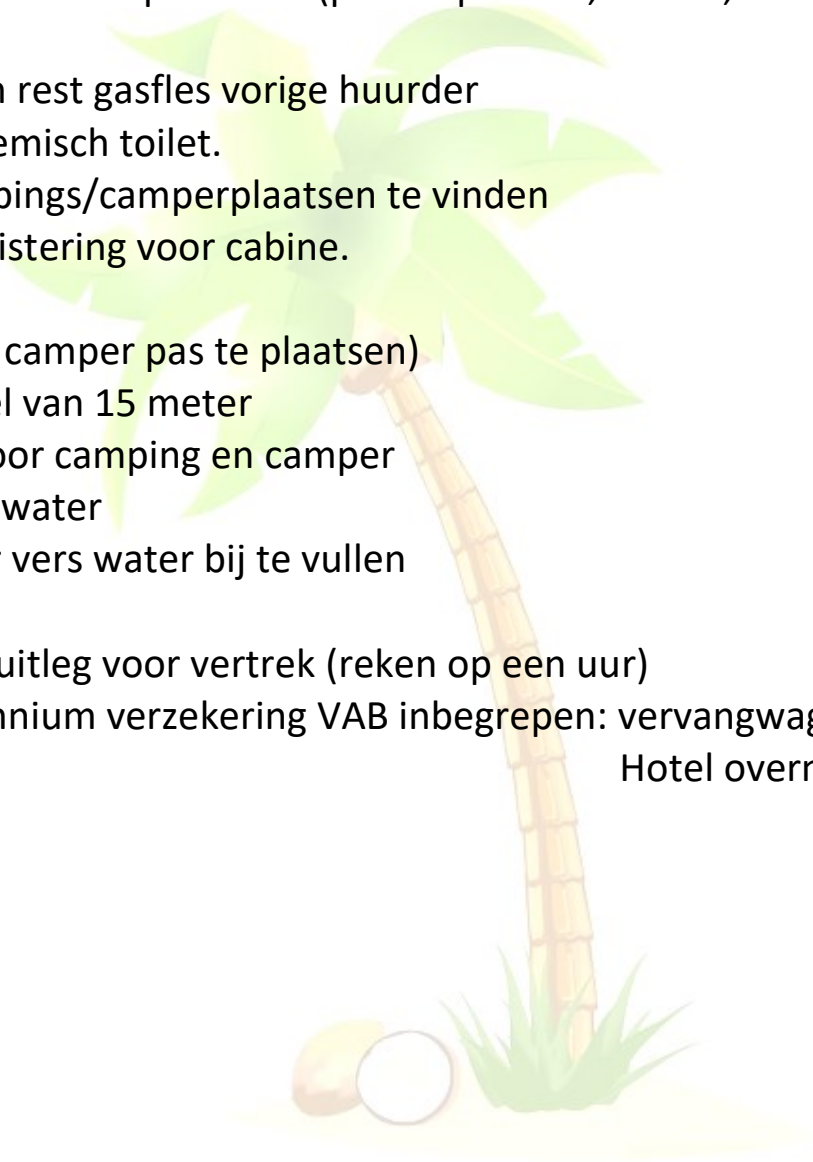 rest gasfles vorige huurder
emisch toilet.
pings/camperplaatsen te vinden
istering voor cabine.
camper pas te plaatsen)
el van 15 meter
oor camping en camper
water
vers water bij te vullen
uitleg voor vertrek (reken op een uur)
nnium verzekering VAB inbegrepen: vervangwag
Hotel over